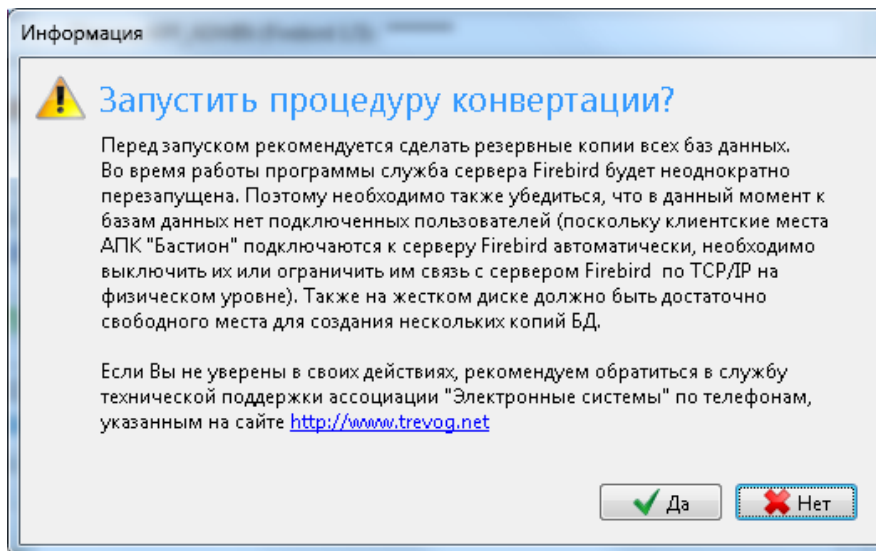 Информация
Запустить процедуру конвертации?
Перед запуском рекомендуется сделать резервные копии всех баз данных.
Во время работы программы служба сервера Firebird будет неоднократно
перезапущена. Поэтому необходимо также убедиться, что в данный момент к
базам данных нет подключенных пользователей (поскольку клиентские места
АПК "Бастион" подключаются к серверу Firebird автоматически, необходимо
выключить их или ограничить им связь с сервером Firebird  по TCP/IP на
физическом уровне). Также на жестком диске должно быть достаточно
свободного места для создания нескольких копий БД.
Если Вы не уверены в своих действиях, рекомендуем обратиться в службу
технической поддержки ассоциации "Электронные системы" по телефонам,
указанным на сайте http://www.trevog.net
Да
Нет